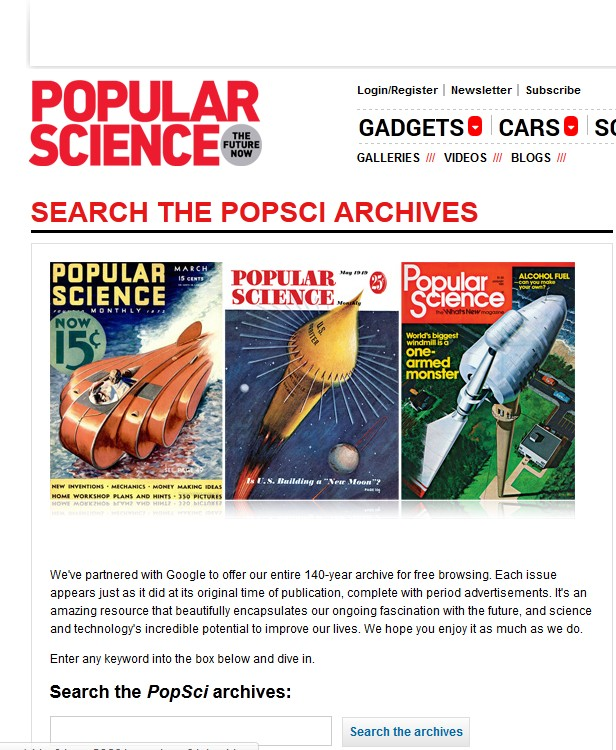 POPULAR
SCIENCE
THE
FUTURE
NOW
Login/Register | Newsletter | Subscribe
GADGETS CARS SC
GALLERIES /// VIDEOS /// BLOGS ///
SEARCH THE POPSCI ARCHIVES
POPULAR
SCIENCE
MARCH
15 CENTS
MONTHLY
NOW
15¢
SEE PAGE
NEW INVENTIONS · MECHANICS · MONEY MAKING IDEAS
HOME WORKSHOP PLANS AND HINTS · 350 PICTURES
May 1949
POPULAR
SCIENCE
Monthly
25¢
U.S.
Is U.S. Building a "New Moon"?
Popular
Science
The What's New magazine
ALCOHOL FUEL
—can you make
your own?
World's biggest
windmill is a
one-
armed
monster
We've partnered with Google to offer our entire 140-year archive for free browsing. Each issue
appears just as it did at its original time of publication, complete with period advertisements. It's an
amazing resource that beautifully encapsulates our ongoing fascination with the future, and science
and technology's incredible potential to improve our lives. We hope you enjoy it as much as we do.
Enter any keyword into the box below and dive in.
Search the PopSci archives:
Search the archives